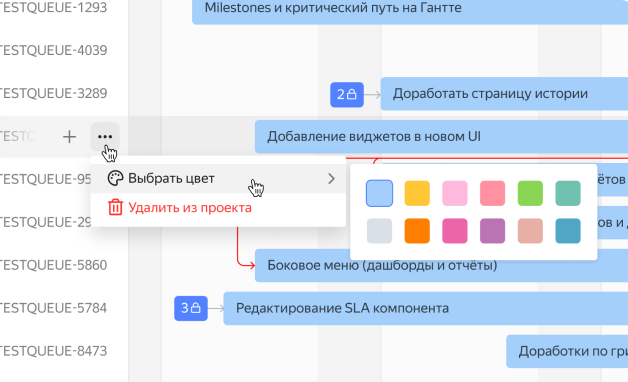 TESTQUEUE-1293
Milestones и критический путь на Гантте
TESTQUEUE-4039
TESTQUEUE-3289
2
Доработать страницу истории
TESTQ
+
Добавление виджетов в новом UI
TESTQUEUE-95
Выбрать цвет
ётов
Удалить из проекта
TESTQUEUE-29
ов и д
TESTQUEUE-5860
Боковое меню (дашборды и отчёты)
TESTQUEUE-5784
3
Редактирование SLA компонента
TESTQUEUE-8473
Доработки по гри